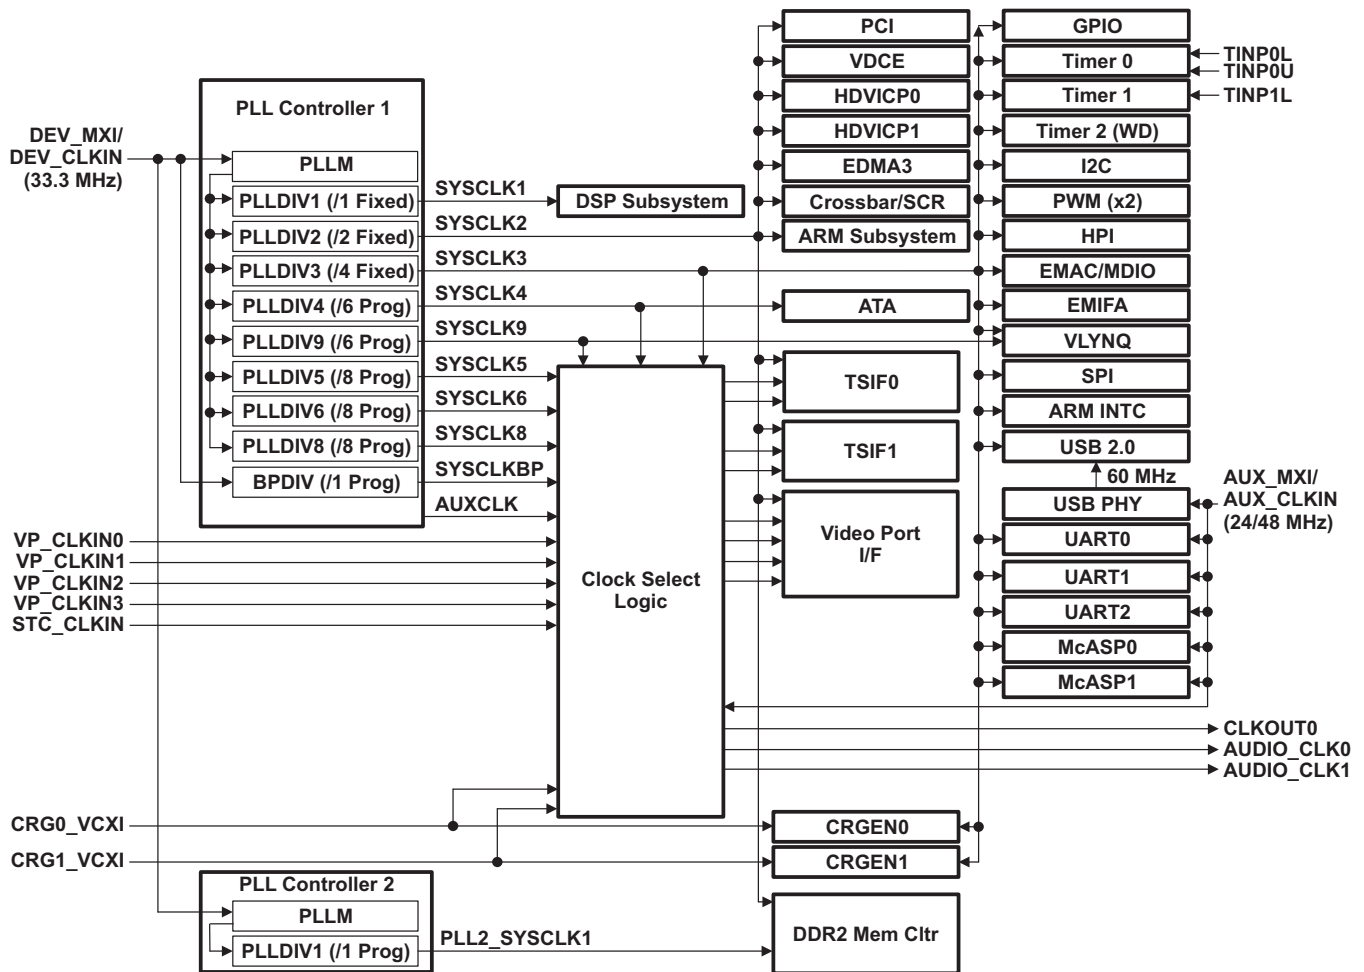 PLL Controller 1
DEV_MXI/
DEV_CLKIN
(33.3 MHz)
PLLM
PLLDIV1 (/1 Fixed)
PLLDIV2 (/2 Fixed)
PLLDIV3 (/4 Fixed)
PLLDIV4 (/6 Prog)
PLLDIV9 (/6 Prog)
PLLDIV5 (/8 Prog)
PLLDIV6 (/8 Prog)
PLLDIV8 (/8 Prog)
BPDIV (/1 Prog)
SYSCLK1
SYSCLK2
SYSCLK3
SYSCLK4
SYSCLK9
SYSCLK5
SYSCLK6
SYSCLK8
SYSCLKBP
AUXCLK
VP_CLKIN0
VP_CLKIN1
VP_CLKIN2
VP_CLKIN3
STC_CLKIN
CRG0_VCXI
CRG1_VCXI
PLL Controller 2
PLLM
PLLDIV1 (/1 Prog)
PLL2_SYSCLK1
DSP Subsystem
Clock Select
Logic
PCI
VDCE
HDVICP0
HDVICP1
EDMA3
Crossbar/SCR
ARM Subsystem
ATA
TSIF0
TSIF1
Video Port
I/F
CRGEN0
CRGEN1
DDR2 Mem Cltr
GPIO
Timer 0
Timer 1
Timer 2 (WD)
I2C
PWM (x2)
HPI
EMAC/MDIO
EMIFA
VLYNQ
SPI
ARM INTC
USB 2.0
60 MHz
USB PHY
UART0
UART1
UART2
McASP0
McASP1
TINP0L
TINP0U
TINP1L
AUX_MXI/
AUX_CLKIN
(24/48 MHz)
CLKOUT0
AUDIO_CLK0
AUDIO_CLK1